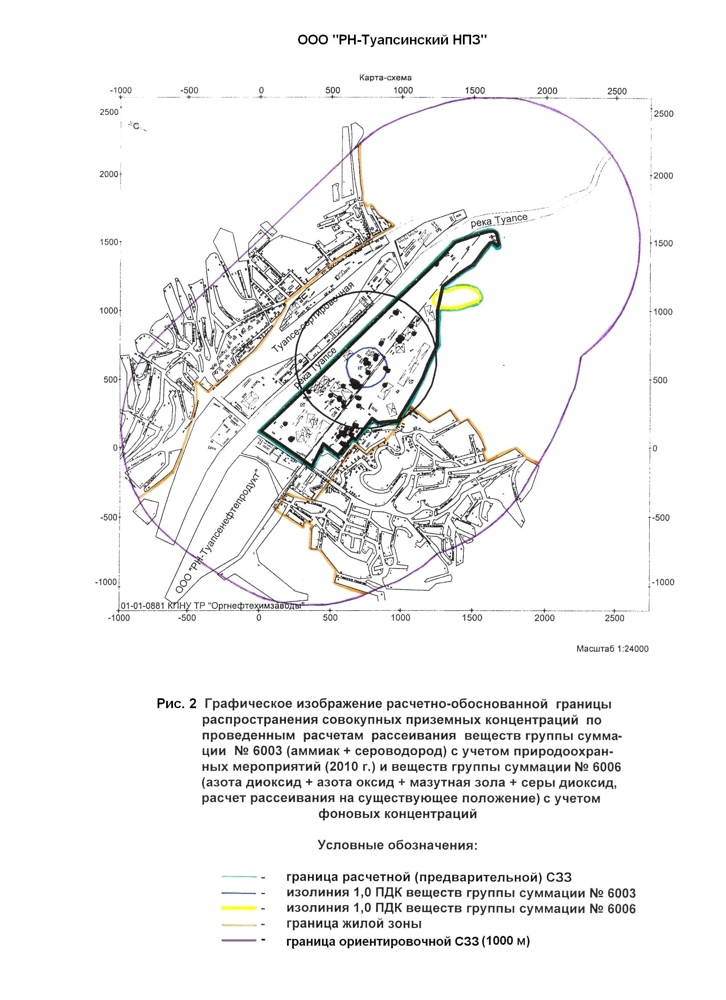 ООО "РН-Туапсинский НПЗ"
Карта-схема
-1000 -500 0 500 1000 1500 2000 2500
2500 2500
С
2000 2000
река Туапсе
1500 1500
ул. Богдана Хмельницкого
Туапсе-сортировочная
1000 1000
река Туапсе
500 500
0 0
ул. Индустриальная
ДК
-500 -500
ООО "РН-Туапсенефтепродукт"
-1000 -1000
01-01-0881 КПНУ ТР "Оргнефтехимзаводы"
-1000 -500 0 500 1000 1500 2000 2500
Масштаб 1:24000
Рис. 2 Графическое изображение расчетно-обоснованной границы
распространения совокупных приземных концентраций по
проведенным расчетам рассеивания веществ группы сумма-
ции № 6003 (аммиак + сероводород) с учетом природоохран-
ных мероприятий (2010 г.) и веществ группы суммации № 6006
(азота диоксид + азота оксид + мазутная зола + серы диоксид,
расчет рассеивания на существующее положение) с учетом
фоновых концентраций
Условные обозначения:
- граница расчетной (предварительной) СЗЗ
- изолиния 1,0 ПДК веществ группы суммации № 6003
- изолиния 1,0 ПДК веществ группы суммации № 6006
- граница жилой зоны
- граница ориентировочной СЗЗ (1000 м)